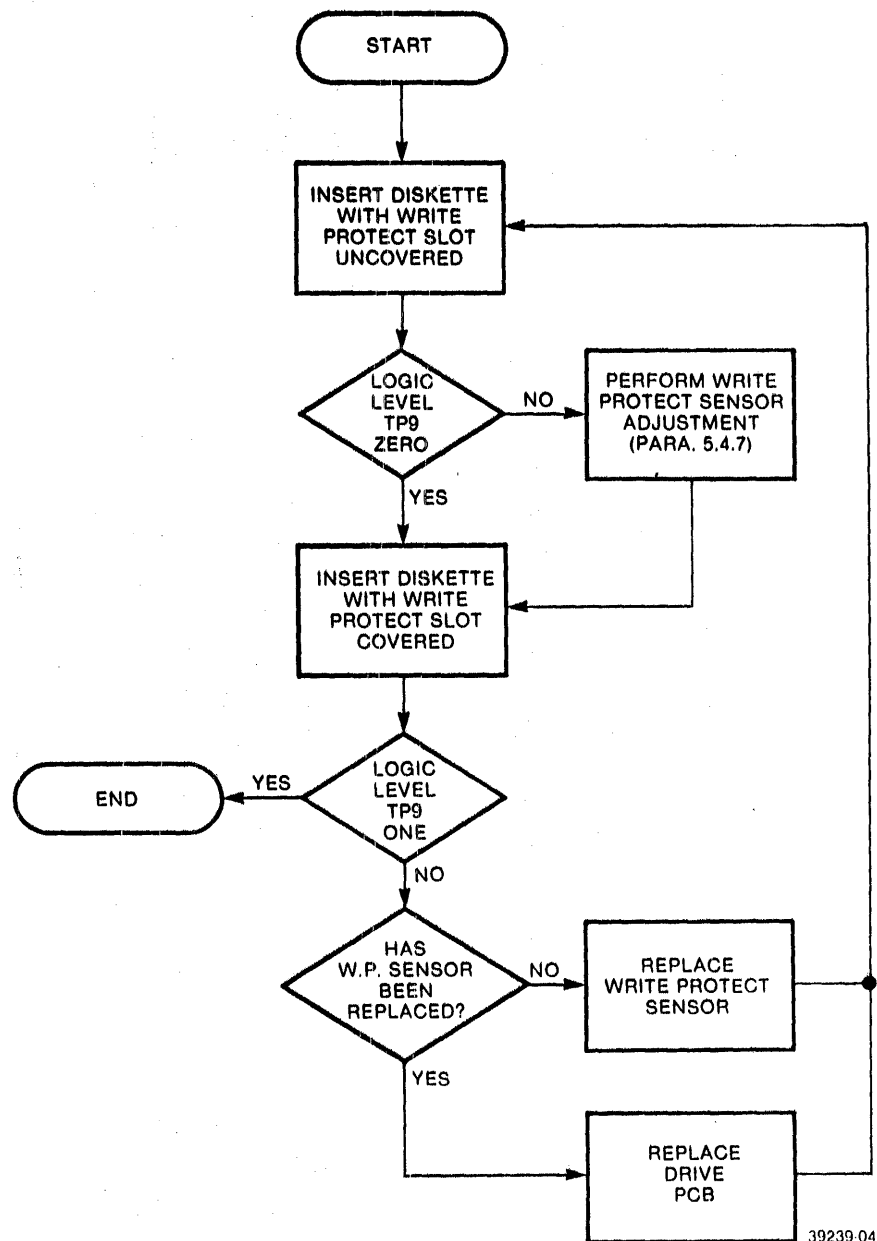 START
INSERT DISKETTE
WITH WRITE
PROTECT SLOT
UNCOVERED
LOGIC
LEVEL
TP9
ZERO
NO
PERFORM WRITE
PROTECT SENSOR
ADJUSTMENT
(PARA. 5.4.7)
YES
INSERT DISKETTE
WITH WRITE
PROTECT SLOT
COVERED
LOGIC
LEVEL
TP9
ONE
YES
END
NO
HAS
W.P. SENSOR
BEEN
REPLACED?
NO
REPLACE
WRITE PROTECT
SENSOR
YES
REPLACE
DRIVE
PCB
39239-04